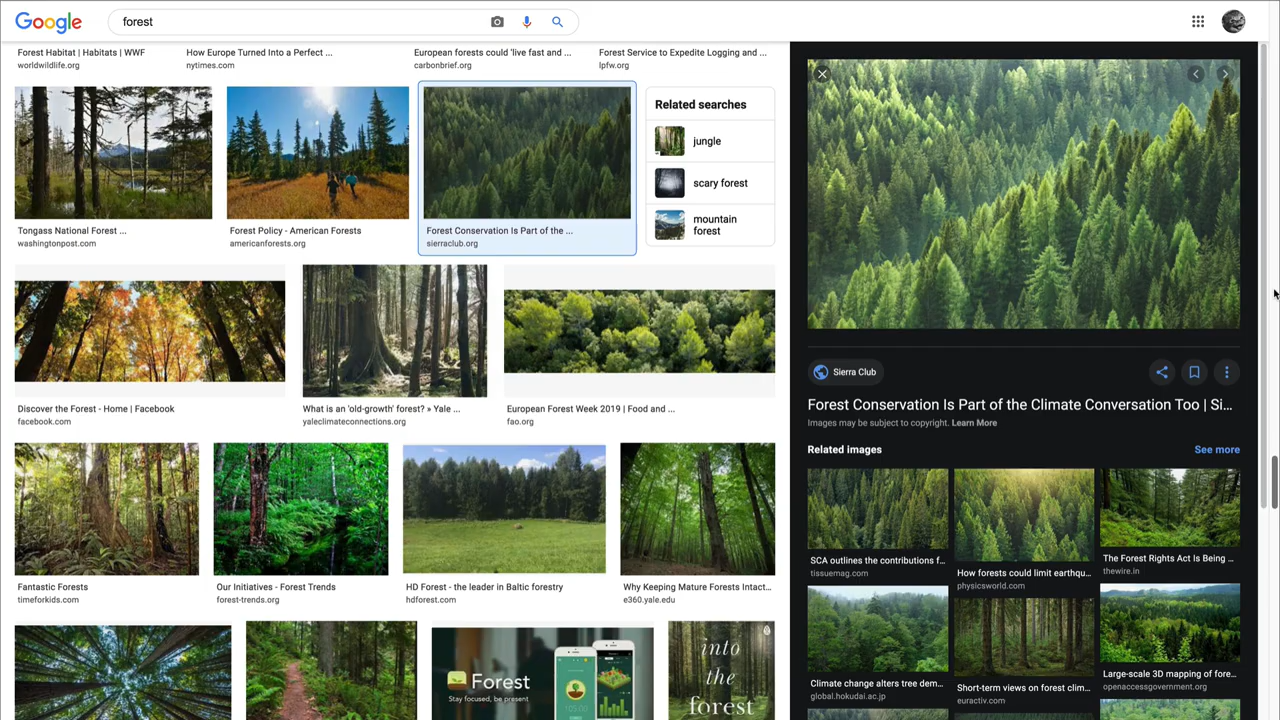 Google
forest
Forest Habitat | Habitats | WWF
worldwildlife.org
How Europe Turned Into a Perfect ...
nytimes.com
European forests could 'live fast and ...
carbonbrief.org
Forest Service to Expedite Logging and ...
lpfw.org
Tongass National Forest ...
washingtonpost.com
Forest Policy - American Forests
americanforests.org
Forest Conservation Is Part of the ...
sierraclub.org
Related searches
jungle
scary forest
mountain
forest
Discover the Forest - Home | Facebook
facebook.com
What is an 'old-growth' forest? » Yale ...
yaleclimateconnections.org
European Forest Week 2019 | Food and ...
fao.org
Fantastic Forests
timeforkids.com
Our Initiatives - Forest Trends
forest-trends.org
HD Forest - the leader in Baltic forestry
hdforest.com
Why Keeping Mature Forests Intact...
e360.yale.edu
Forest
Stay focused, be present
into
the
forest
Sierra Club
Forest Conservation Is Part of the Climate Conversation Too | Si...
Images may be subject to copyright. Learn More
Related images
See more
SCA outlines the contributions f...
tissuemag.com
How forests could limit earthqu...
physicsworld.com
The Forest Rights Act Is Being ...
thewire.in
Climate change alters tree dem...
global.hokudai.ac.jp
Short-term views on forest clim...
euractiv.com
Large-scale 3D mapping of fore...
openaccessgovernment.org